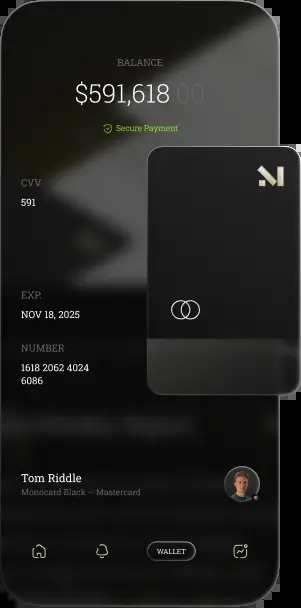 BALANCE
$591,618.00
Secure Payment
CVV
591
EXP.
NOV 18, 2025
NUMBER
1618 2062 4024
6086
Tom Riddle
Monocard Black — Mastercard
WALLET